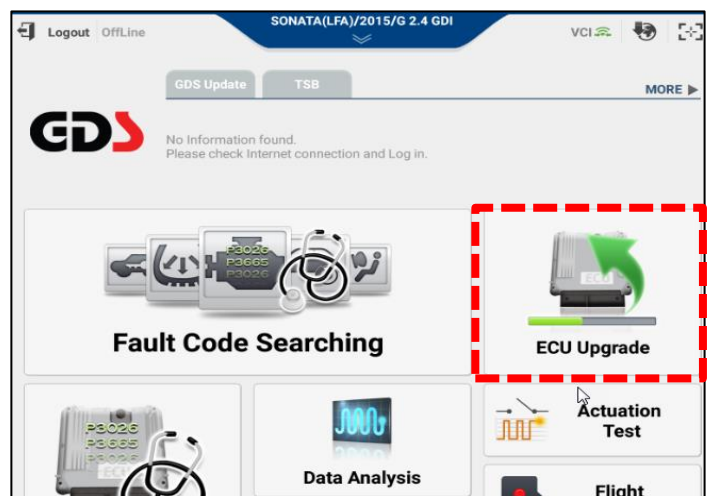 SONATA(LFA)/2015/G 2.4 GDI
Logout OffLine
VCI
GDS Update
TSB
MORE
GDS
No Information found.
Please check Internet connection and Log in.
P3026
P3665
P3026
Fault Code Searching
ECU
ECU Upgrade
P3026
P3665
P3026
ECU
Data Analysis
Actuation
Test
Flight